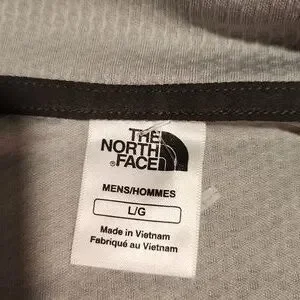 THE
NORTH
FACE
MENS/HOMMES
L/G
Made in Vietnam
Fabriqué au Vietnam